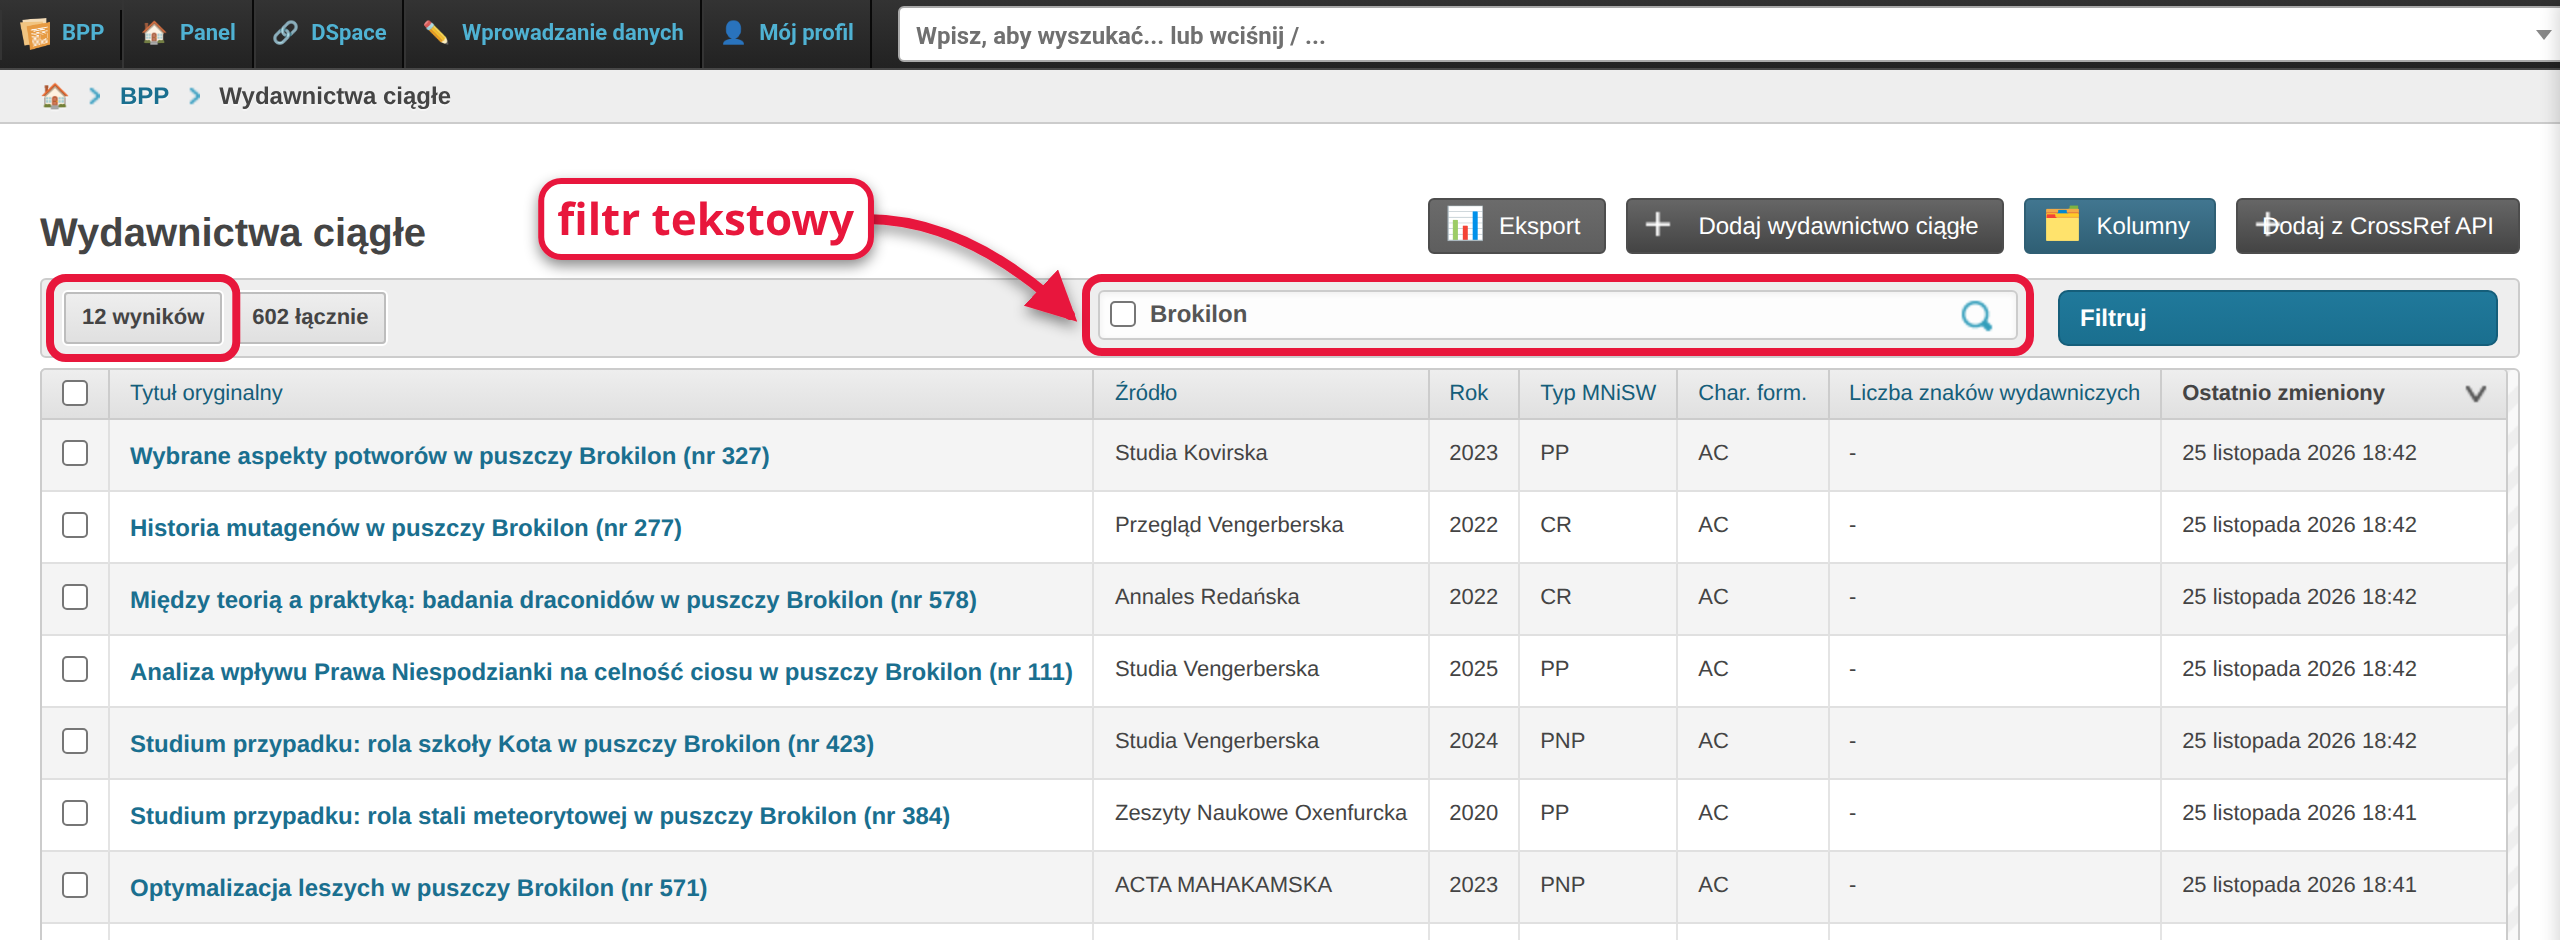 BPP Panel DSpace Wprowadzanie danych Mój profil Wpisz, aby wyszukać... lub wciśnij / ...
BPP Wydawnictwa ciągłe
filtr tekstowy
Wydawnictwa ciągłe Eksport Dodaj wydawnictwo ciągłe Kolumny Dodaj z CrossRef API
12 wyników 602 łącznie Brokilon Filtruj
Tytuł oryginalny Źródło Rok Typ MNiSW Char. form. Liczba znaków wydawniczych Ostatnio zmieniony
Wybrane aspekty potworów w puszczy Brokilon (nr 327) Studia Kovirska 2023 PP AC - 25 listopada 2026 18:42
Historia mutagenów w puszczy Brokilon (nr 277) Przegląd Vengerberska 2022 CR AC - 25 listopada 2026 18:42
Między teorią a praktyką: badania draconidów w puszczy Brokilon (nr 578) Annales Redańska 2022 CR AC - 25 listopada 2026 18:42
Analiza wpływu Prawa Niespodzianki na celność ciosu w puszczy Brokilon (nr 111) Studia Vengerberska 2025 PP AC - 25 listopada 2026 18:42
Studium przypadku: rola szkoły Kota w puszczy Brokilon (nr 423) Studia Vengerberska 2024 PNP AC - 25 listopada 2026 18:42
Studium przypadku: rola stali meteorytowej w puszczy Brokilon (nr 384) Zeszyty Naukowe Oxenfurcka 2020 PP AC - 25 listopada 2026 18:41
Optymalizacja leszych w puszczy Brokilon (nr 571) ACTA MAHAKAMSKA 2023 PNP AC - 25 listopada 2026 18:41